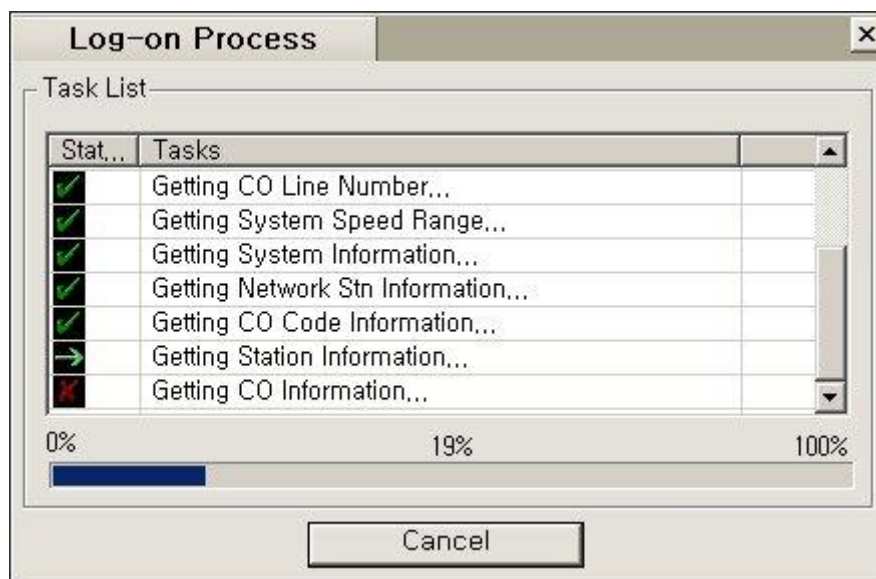 Log-on Process
Task List
Stat... Tasks
Getting CO Line Number...
Getting System Speed Range...
Getting System Information...
Getting Network Stn Information...
Getting CO Code Information...
Getting Station Information...
Getting CO Information...
0% 19% 100%
Cancel